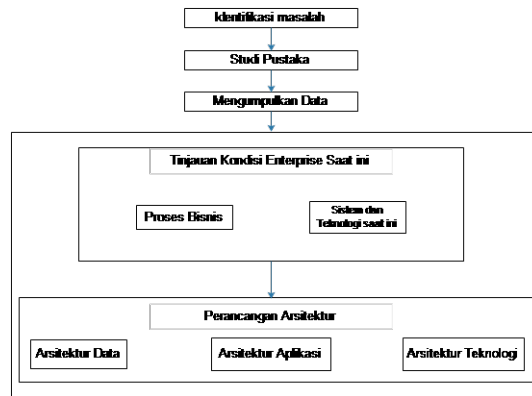 Identifikasi masalah
Studi Pustaka
Mengumpulkan Data
Tinjauan Kondisi Enterprise Saat ini
Proses Bisnis
Sistem dan
Teknologi saat ini
Perancangan Arsitektur
Arsitektur Data
Arsitektur Aplikasi
Arsitektur Teknologi